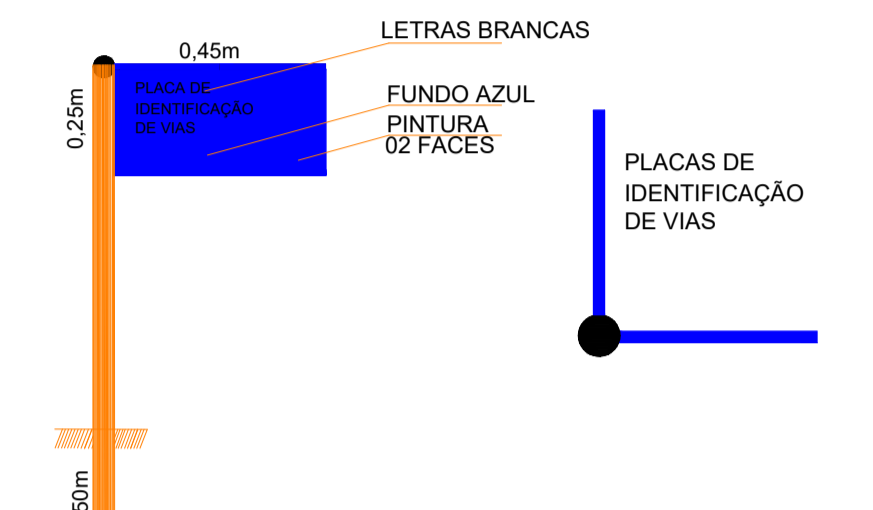 LETRAS BRANCAS
0,45m
PLACA DE
IDENTIFICAÇÃO
DE VIAS
0,25m
FUNDO AZUL
PINTURA
02 FACES
PLACAS DE
IDENTIFICAÇÃO
DE VIAS
50m